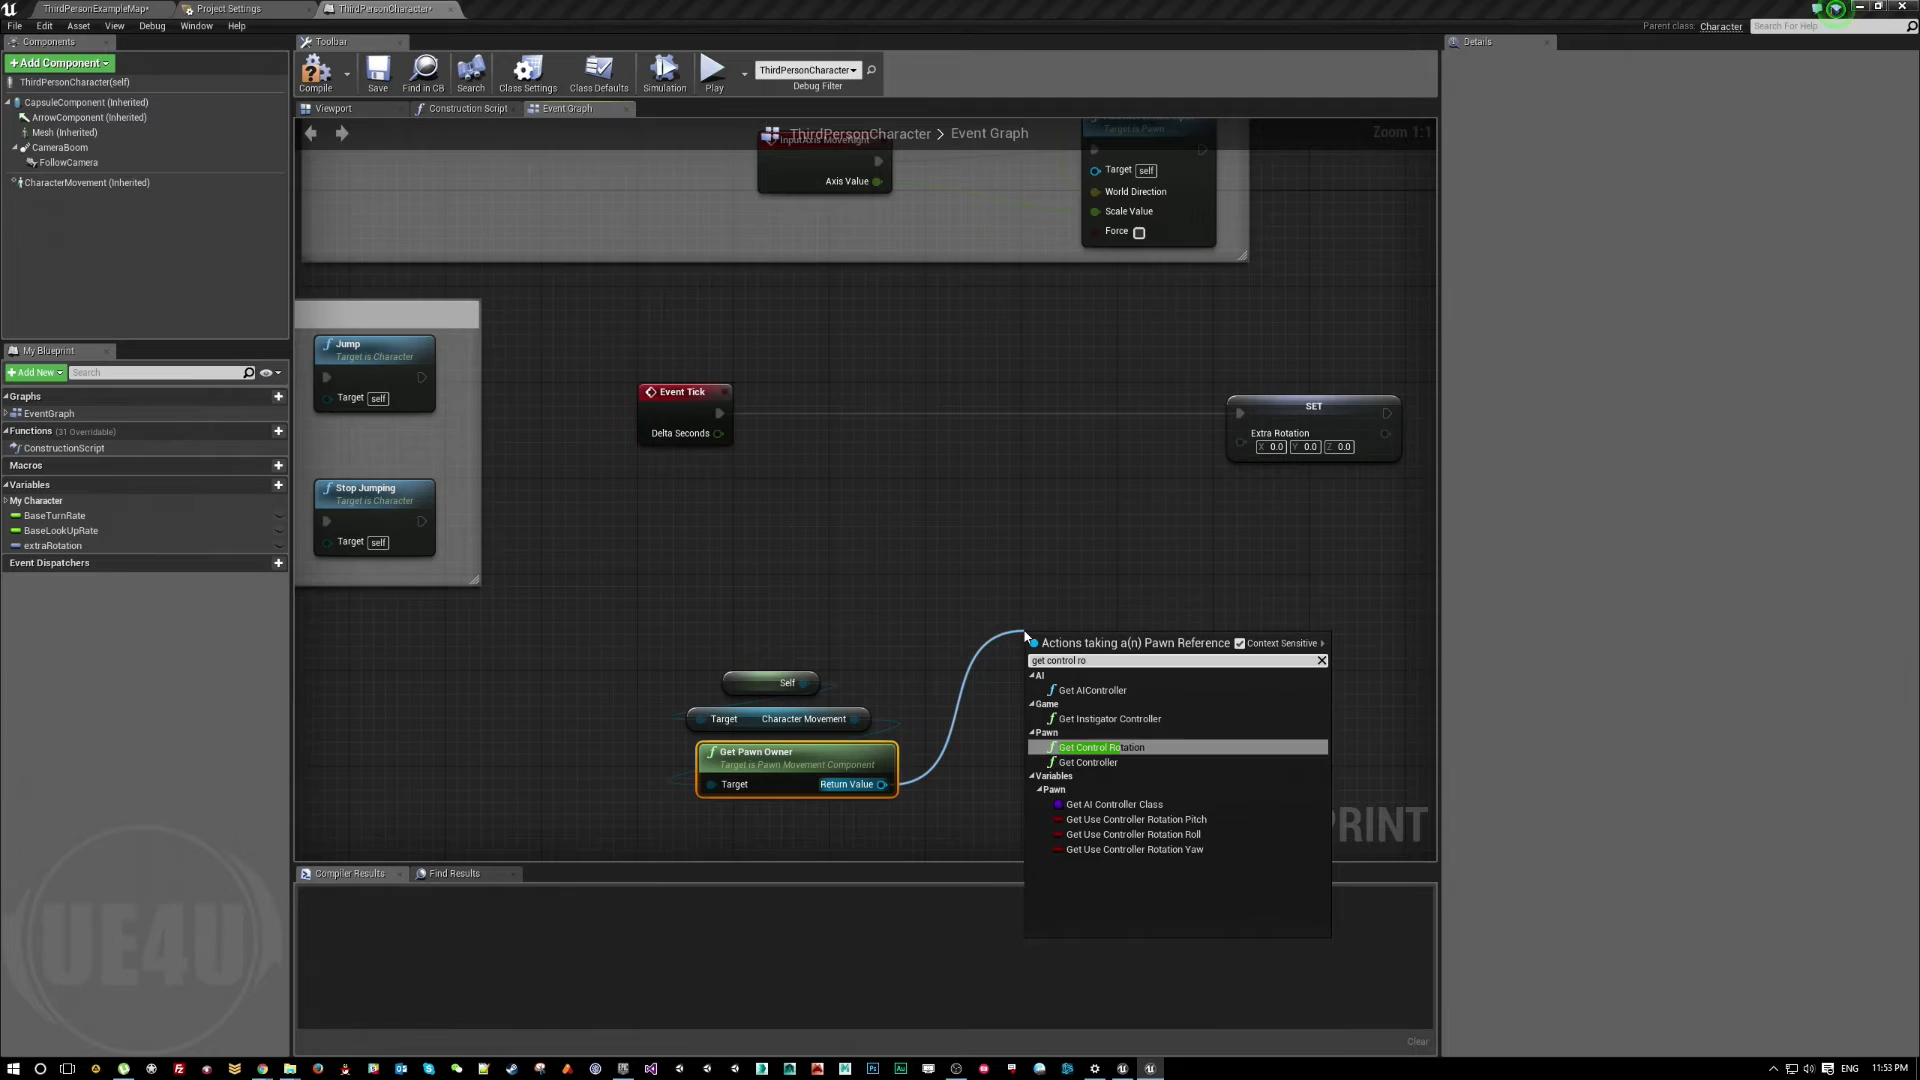 ThirdPersonExampleMap*
Project Settings
ThirdPersonCharacter*
File Edit Asset View Debug Window Help
Parent class: Character
Search For Help
Components
+Add Component
ThirdPersonCharacter(self)
CapsuleComponent (Inherited)
ArrowComponent (Inherited)
Mesh (Inherited)
CameraBoom
FollowCamera
CharacterMovement (Inherited)
My Blueprint
+Add New
Search
Graphs
EventGraph
Functions (31 Overridable)
ConstructionScript
Macros
Variables
My Character
BaseTurnRate
BaseLookUpRate
extraRotation
Event Dispatchers
Toolbar
Compile
Save
Find in CB
Search
Class Settings
Class Defaults
Simulation
Play
ThirdPersonCharacter
Debug Filter
Viewport
Construction Script
Event Graph
ThirdPersonCharacter > Event Graph
Zoom 1:1
InputAxis MoveRight
Axis Value
Target is Pawn
Target self
World Direction
Scale Value
Force
Jump
Target is Character
Target self
Stop Jumping
Target is Character
Target self
Event Tick
Delta Seconds
SET
Extra Rotation
X 0.0 Y 0.0 Z 0.0
Self
Target Character Movement
Get Pawn Owner
Target is Pawn Movement Component
Target Return Value
Actions taking a(n) Pawn Reference
Context Sensitive
get control ro
AI
Get AIController
Game
Get Instigator Controller
Pawn
Get Control Rotation
Get Controller
Variables
Pawn
Get AI Controller Class
Get Use Controller Rotation Pitch
Get Use Controller Rotation Roll
Get Use Controller Rotation Yaw
PRINT
Compiler Results
Find Results
Clear
Details
UE4U
ENG
11:53 PM